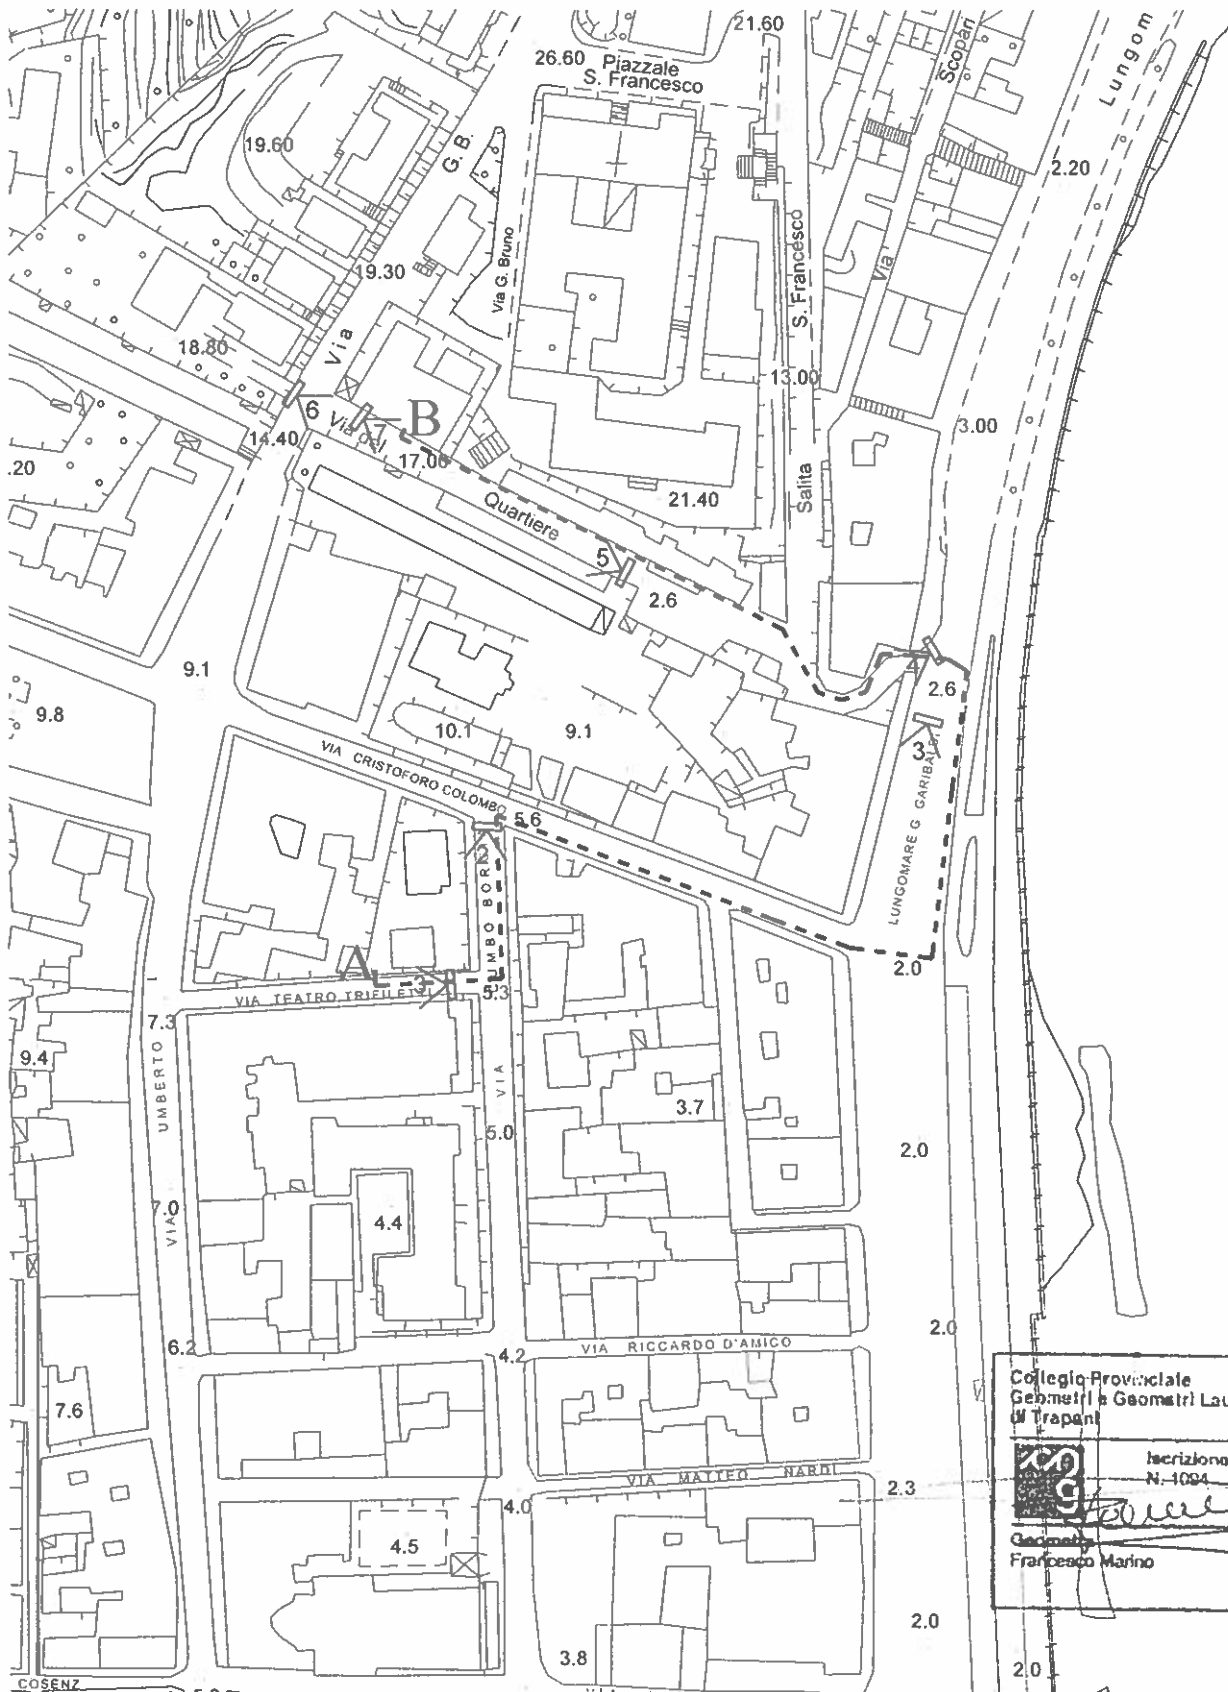 21.60
26.60
Piazzale
S. Francesco
Scopari
Lungom
19.60
G.B.
2.20
19.30
Via G. Bruno
S. Francesco
Via
Via
18.80
13.00
6
B
7
Via del
14.40
17.00
3.00
.20
21.40
Quartiere
Salita
5
2.6
9.1
4
2.6
9.8
10.1
9.1
3
VIA CRISTOFORO COLOMBO
LUNGOMARE G GARIBALDI
5.6
2
A
3
5.3
2.0
VIA TEATRO TRIFILETTI
7.3
9.4
UMBERTO I
VIA
3.7
5.0
2.0
7.0
VIA
4.4
6.2
4.2
VIA RICCARDO D'AMICO
2.0
7.6
Collegio Provinciale
Geometri e Geometri Lau
di Trapani
Iscrizione
N. 1094
VIA MATTEO NARDI
2.3
4.0
4.5
Geometra
Francesco Marino
2.0
3.8
2.0
COSENZ